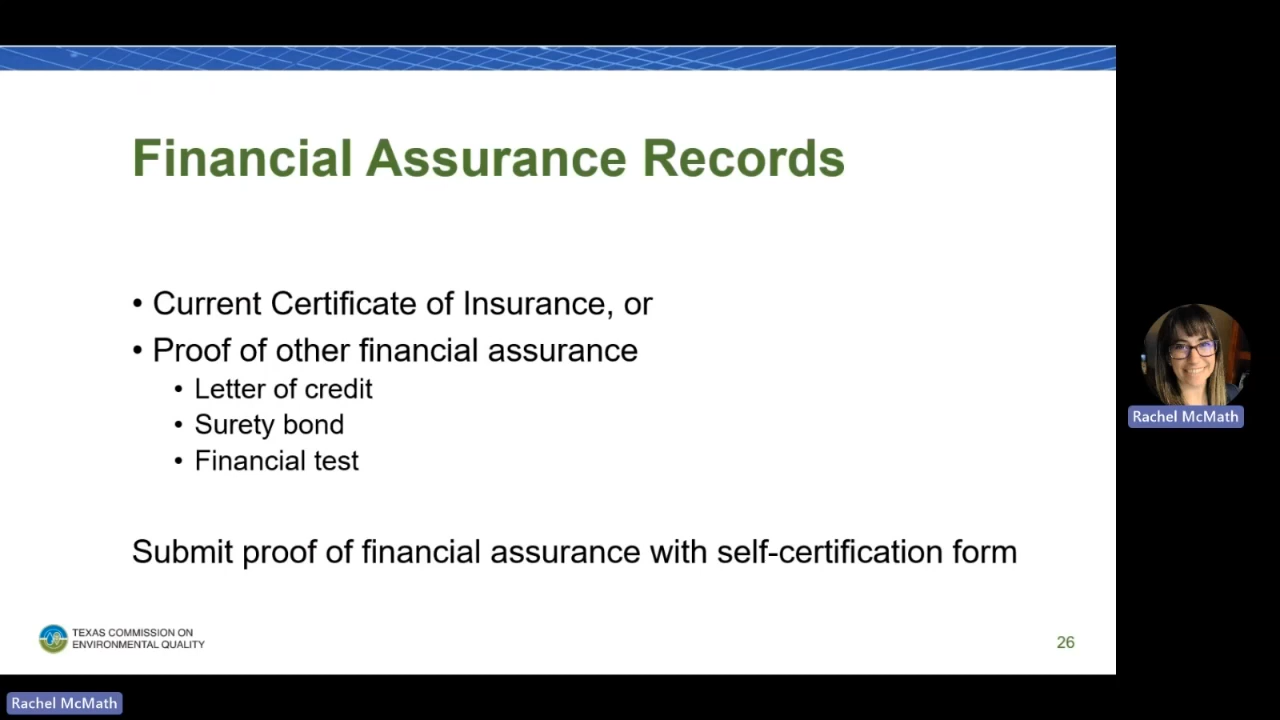 Financial Assurance Records
• Current Certificate of Insurance, or
• Proof of other financial assurance
• Letter of credit
• Surety bond
• Financial test
Submit proof of financial assurance with self-certification form
TEXAS COMMISSION ON
ENVIRONMENTAL QUALITY
26
Rachel McMath
Rachel McMath